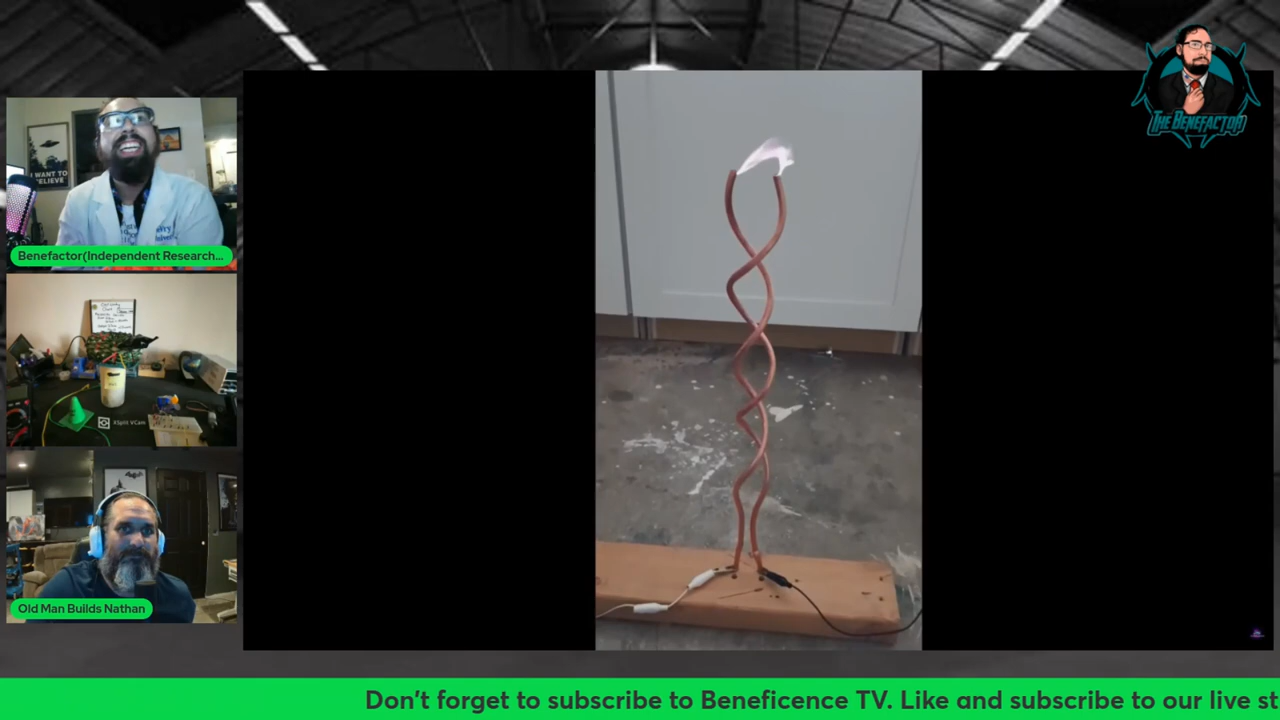 THE BENEFACTOR
I WANT TO
BELIEVE
Benefactor(Independent Research...
XSplit VCam
Old Man Builds Nathan
Don't forget to subscribe to Beneficence TV. Like and subscribe to our live st